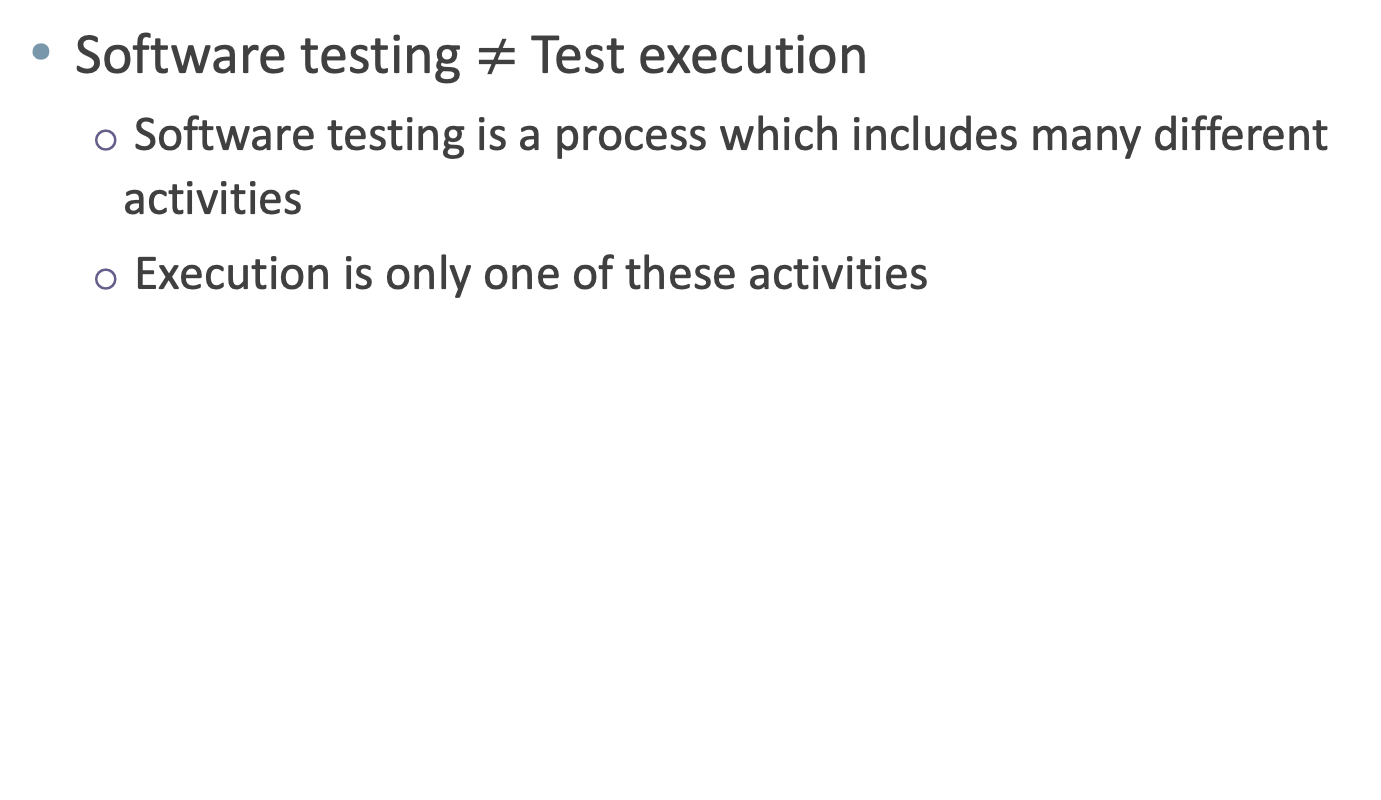 • Software testing ≠ Test execution
o Software testing is a process which includes many different
activities
o Execution is only one of these activities